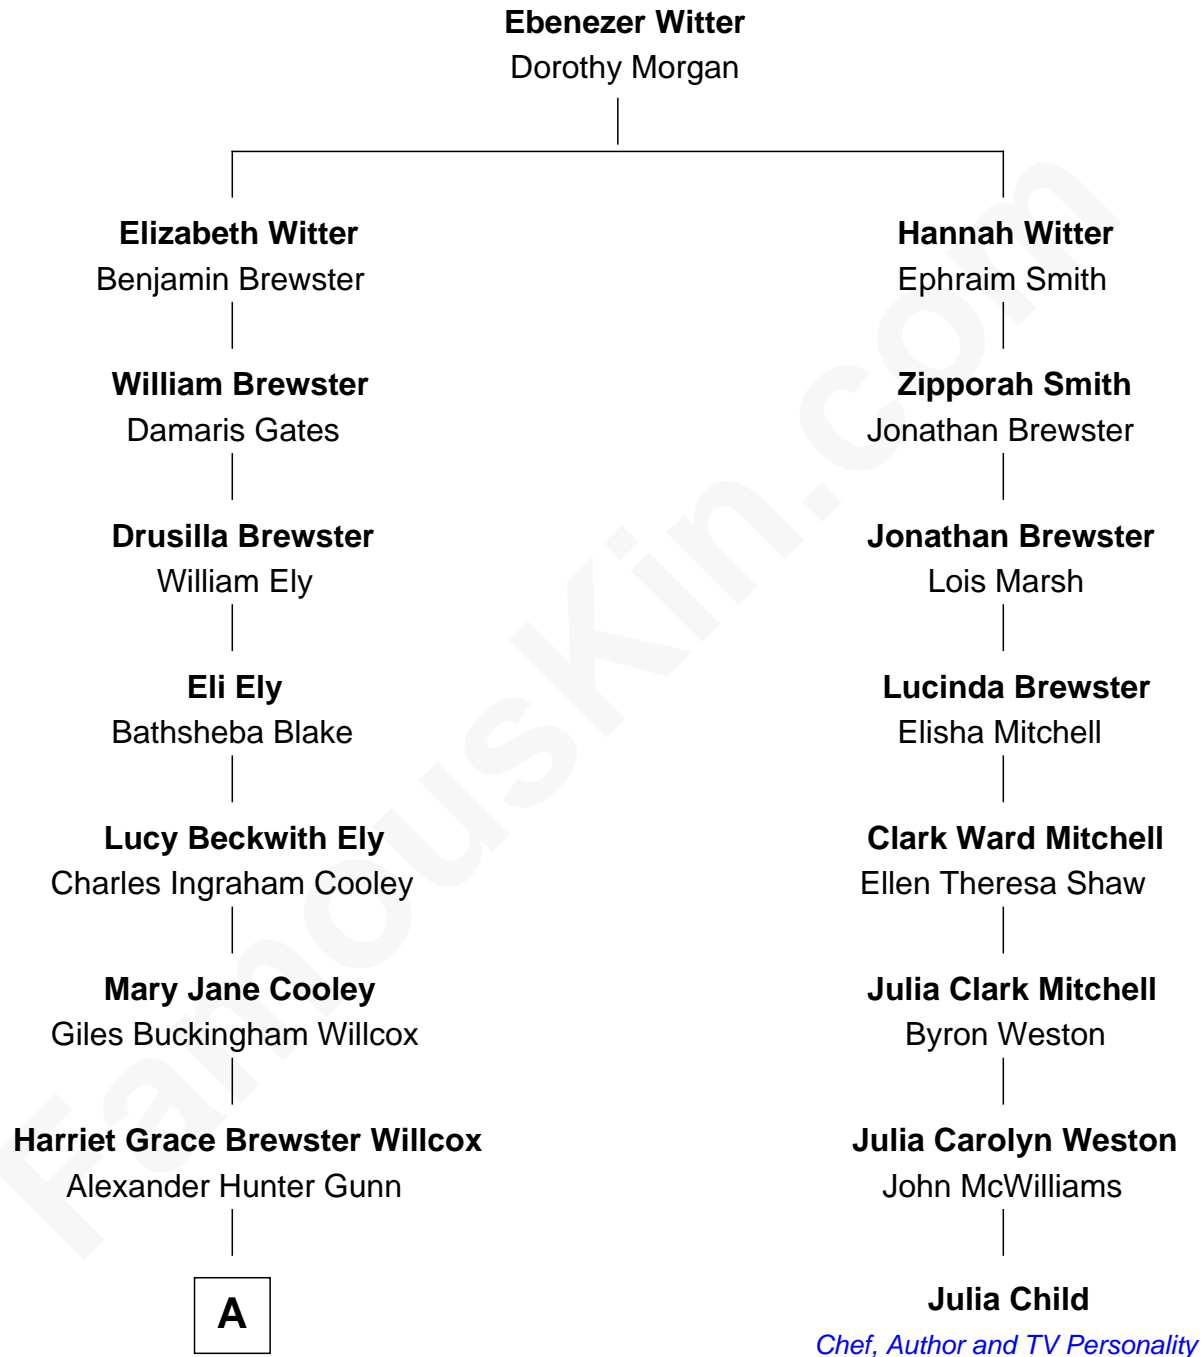 Ebenezer Witter
Dorothy Morgan
Elizabeth Witter
Benjamin Brewster
Hannah Witter
Ephraim Smith
William Brewster
Damaris Gates
Zipporah Smith
Jonathan Brewster
Drusilla Brewster
William Ely
Jonathan Brewster
Lois Marsh
Eli Ely
Bathsheba Blake
Lucinda Brewster
Elisha Mitchell
Lucy Beckwith Ely
Charles Ingraham Cooley
Clark Ward Mitchell
Ellen Theresa Shaw
Mary Jane Cooley
Giles Buckingham Willcox
Julia Clark Mitchell
Byron Weston
Harriet Grace Brewster Willcox
Alexander Hunter Gunn
Julia Carolyn Weston
John McWilliams
A
Julia Child
Chef, Author and TV Personality
FamousKin.com